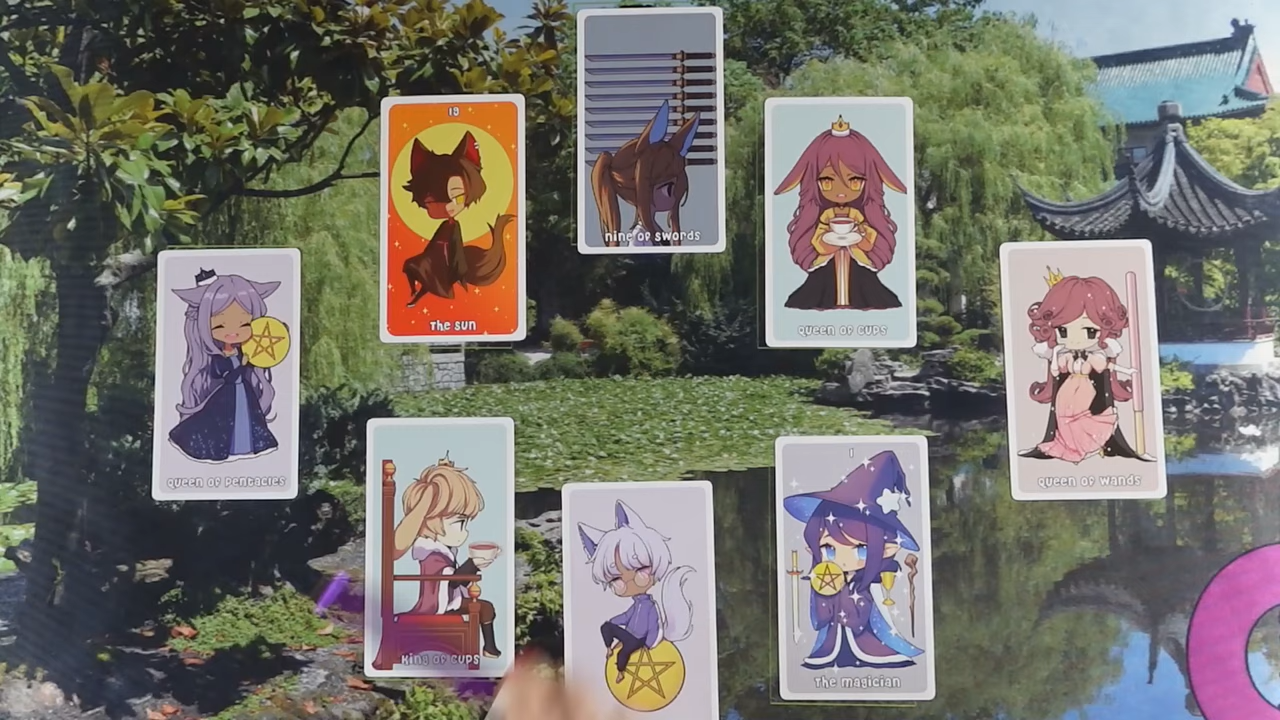 nine of swords
19
The sun
Queen of cups
Queen of Pentacles
Queen of wands
King of cups
1
The magician